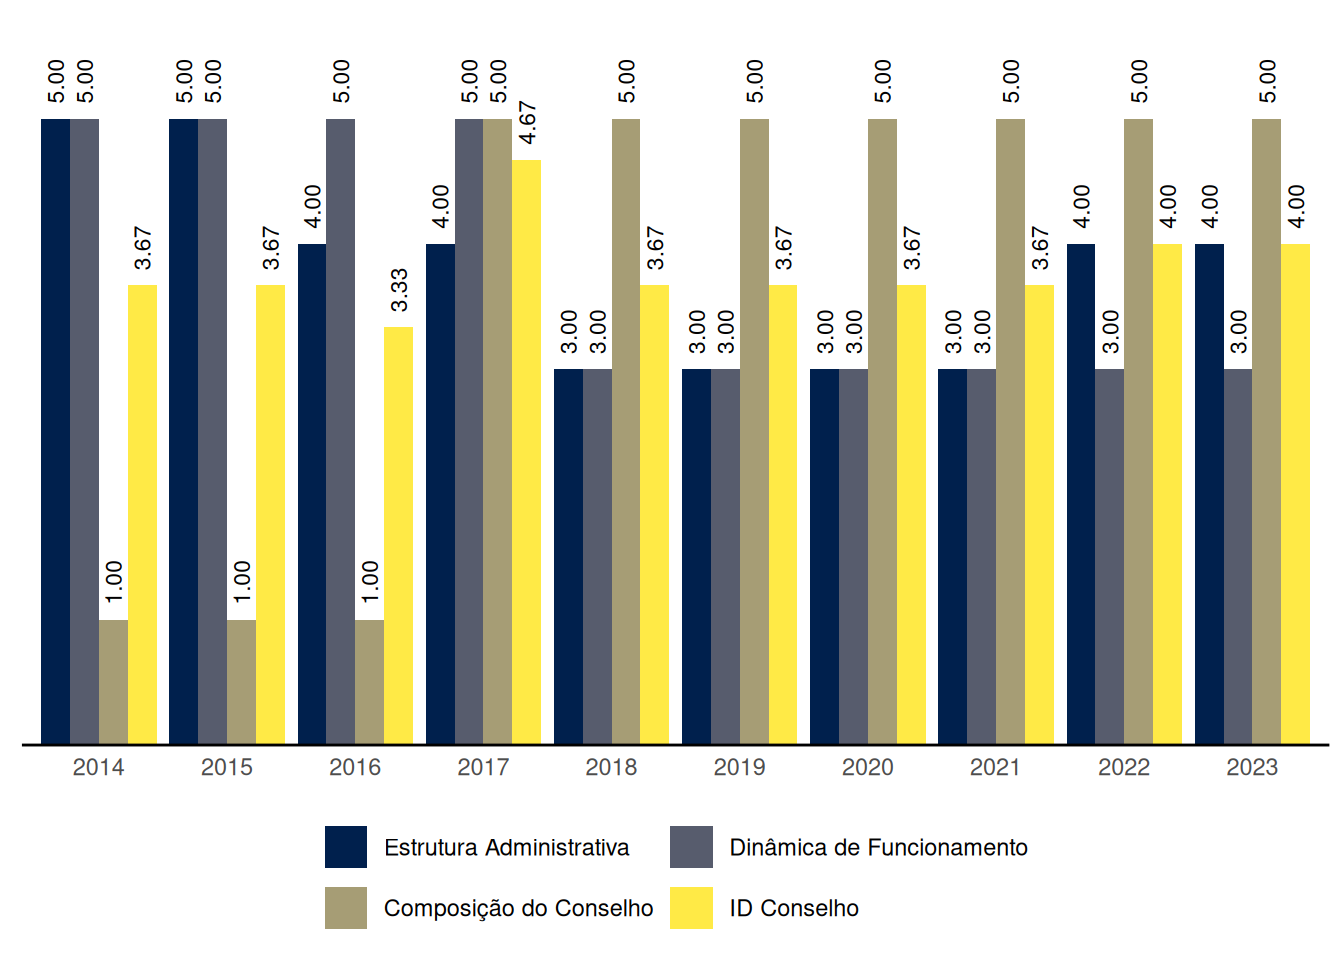 5.00 5.00 1.00 3.67 5.00 5.00 1.00 3.67 4.00 5.00 1.00 3.33 4.00 5.00 5.00 4.67 3.00 3.00 5.00 3.67 3.00 3.00 5.00 3.67 3.00 3.00 5.00 3.67 3.00 3.00 5.00 3.67 4.00 3.00 5.00 4.00 4.00 3.00 5.00 4.00
2014 2015 2016 2017 2018 2019 2020 2021 2022 2023
Estrutura Administrativa Dinâmica de Funcionamento
Composição do Conselho ID Conselho